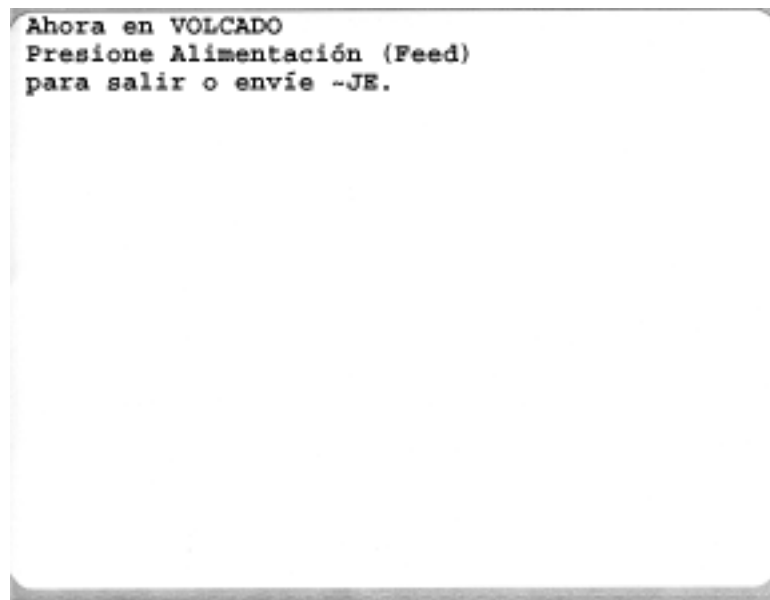 Ahora en VOLCADO
Presione Alimentación (Feed)
para salir o envíe ~JE.